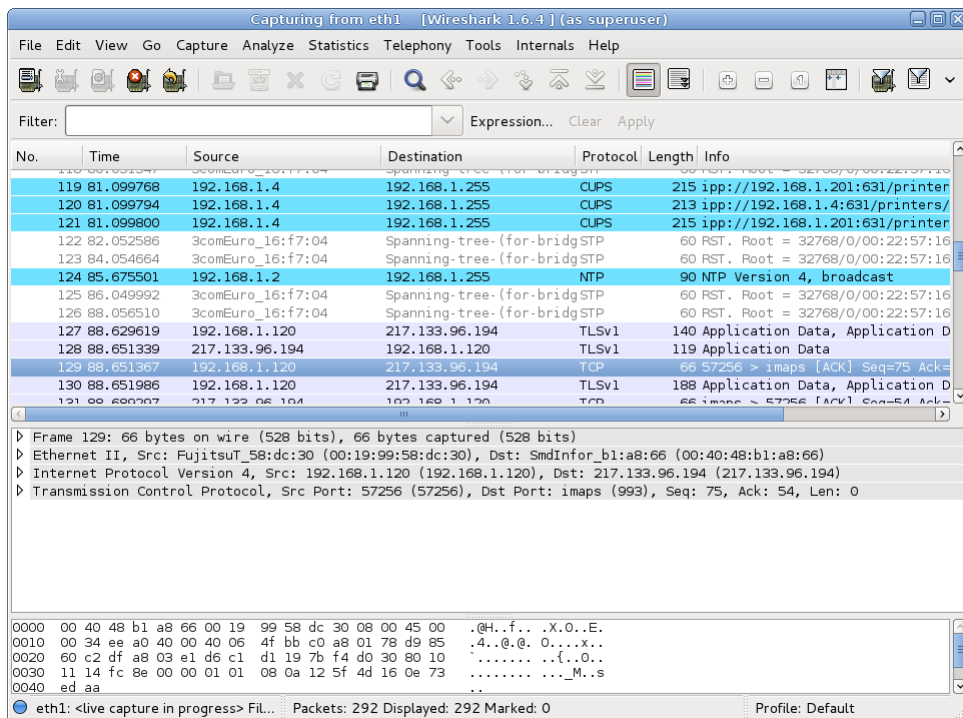 Capturing from eth1 [Wireshark 1.6.4 ] (as superuser)
File Edit View Go Capture Analyze Statistics Telephony Tools Internals Help
Filter: Expression... Clear Apply
No. Time Source Destination Protocol Length Info
119 81.099768 192.168.1.4 192.168.1.255 CUPS 215 ipp://192.168.1.201:631/printer
120 81.099794 192.168.1.4 192.168.1.255 CUPS 213 ipp://192.168.1.4:631/printers/
121 81.099800 192.168.1.4 192.168.1.255 CUPS 215 ipp://192.168.1.201:631/printer
122 82.052586 3comEuro_16:f7:04 Spanning-tree-(for-bridg STP 60 RST. Root = 32768/0/00:22:57:16
123 84.054664 3comEuro_16:f7:04 Spanning-tree-(for-bridg STP 60 RST. Root = 32768/0/00:22:57:16
124 85.675501 192.168.1.2 192.168.1.255 NTP 90 NTP Version 4, broadcast
125 86.049992 3comEuro_16:f7:04 Spanning-tree-(for-bridg STP 60 RST. Root = 32768/0/00:22:57:16
126 88.056510 3comEuro_16:f7:04 Spanning-tree-(for-bridg STP 60 RST. Root = 32768/0/00:22:57:16
127 88.629619 192.168.1.120 217.133.96.194 TLSv1 140 Application Data, Application D
128 88.651339 217.133.96.194 192.168.1.120 TLSv1 119 Application Data
129 88.651367 192.168.1.120 217.133.96.194 TCP 66 57256 > imaps [ACK] Seq=75 Ack=
130 88.651986 192.168.1.120 217.133.96.194 TLSv1 188 Application Data, Application D
131 88.689297 217.133.96.194 192.168.1.120 TCP 66 imaps > 57256 [ACK] Seq=54 Ack=
Frame 129: 66 bytes on wire (528 bits), 66 bytes captured (528 bits)
Ethernet II, Src: FujitsuT_58:dc:30 (00:19:99:58:dc:30), Dst: SmdInfor_b1:a8:66 (00:40:48:b1:a8:66)
Internet Protocol Version 4, Src: 192.168.1.120 (192.168.1.120), Dst: 217.133.96.194 (217.133.96.194)
Transmission Control Protocol, Src Port: 57256 (57256), Dst Port: imaps (993), Seq: 75, Ack: 54, Len: 0
0000 00 40 48 b1 a8 66 00 19 99 58 dc 30 08 00 45 00 .@H..f.. .X.0..E.
0010 00 34 ee a0 40 00 40 06 4f bb c0 a8 01 78 d9 85 .4..@.@. O....x..
0020 60 c2 df a8 03 e1 d6 c1 d1 19 7b f4 d0 30 80 10 `....... ..{..0..
0030 11 14 fc 8e 00 00 01 01 08 0a 12 5f 4d 16 0e 73 ........ ..._M..s
0040 ed aa ..
eth1: <live capture in progress> Fil... Packets: 292 Displayed: 292 Marked: 0 Profile: Default